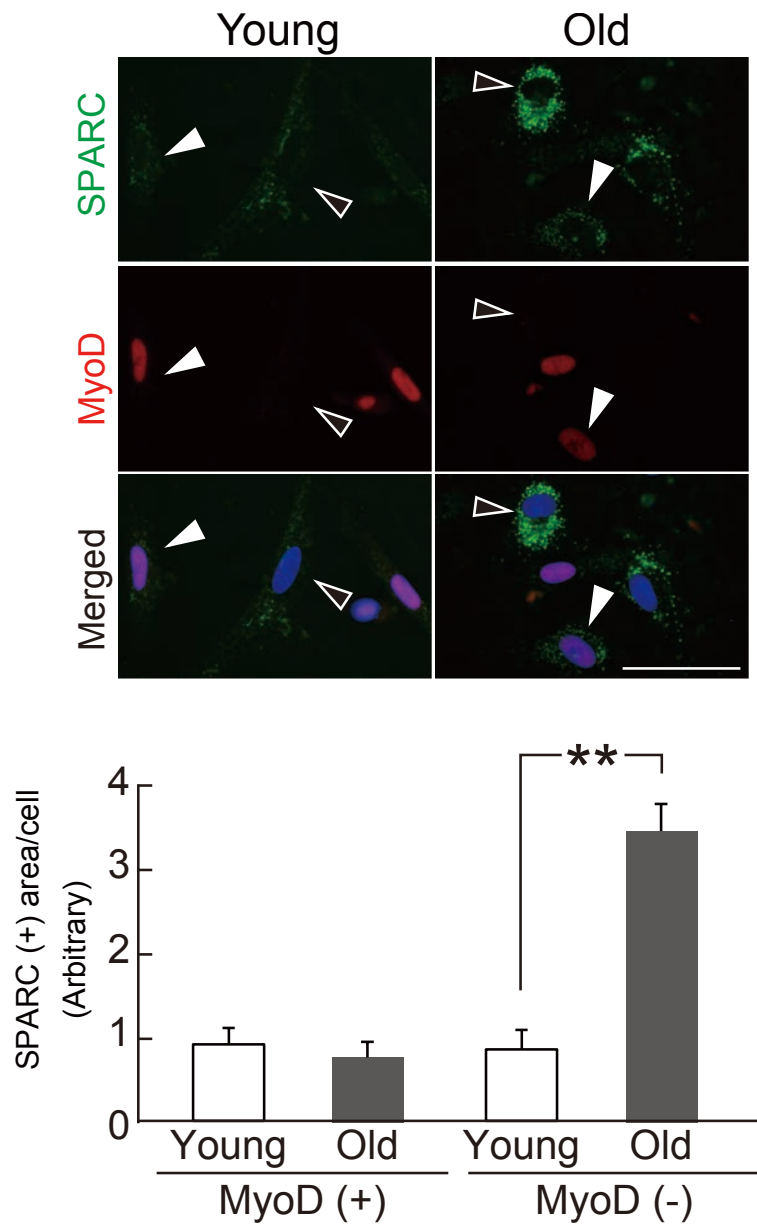 Young Old
SPARC
MyoD
Merged
SPARC (+) area/cell
(Arbitrary)
**
4
3
2
1
0
Young Old Young Old
MyoD (+) MyoD (-)